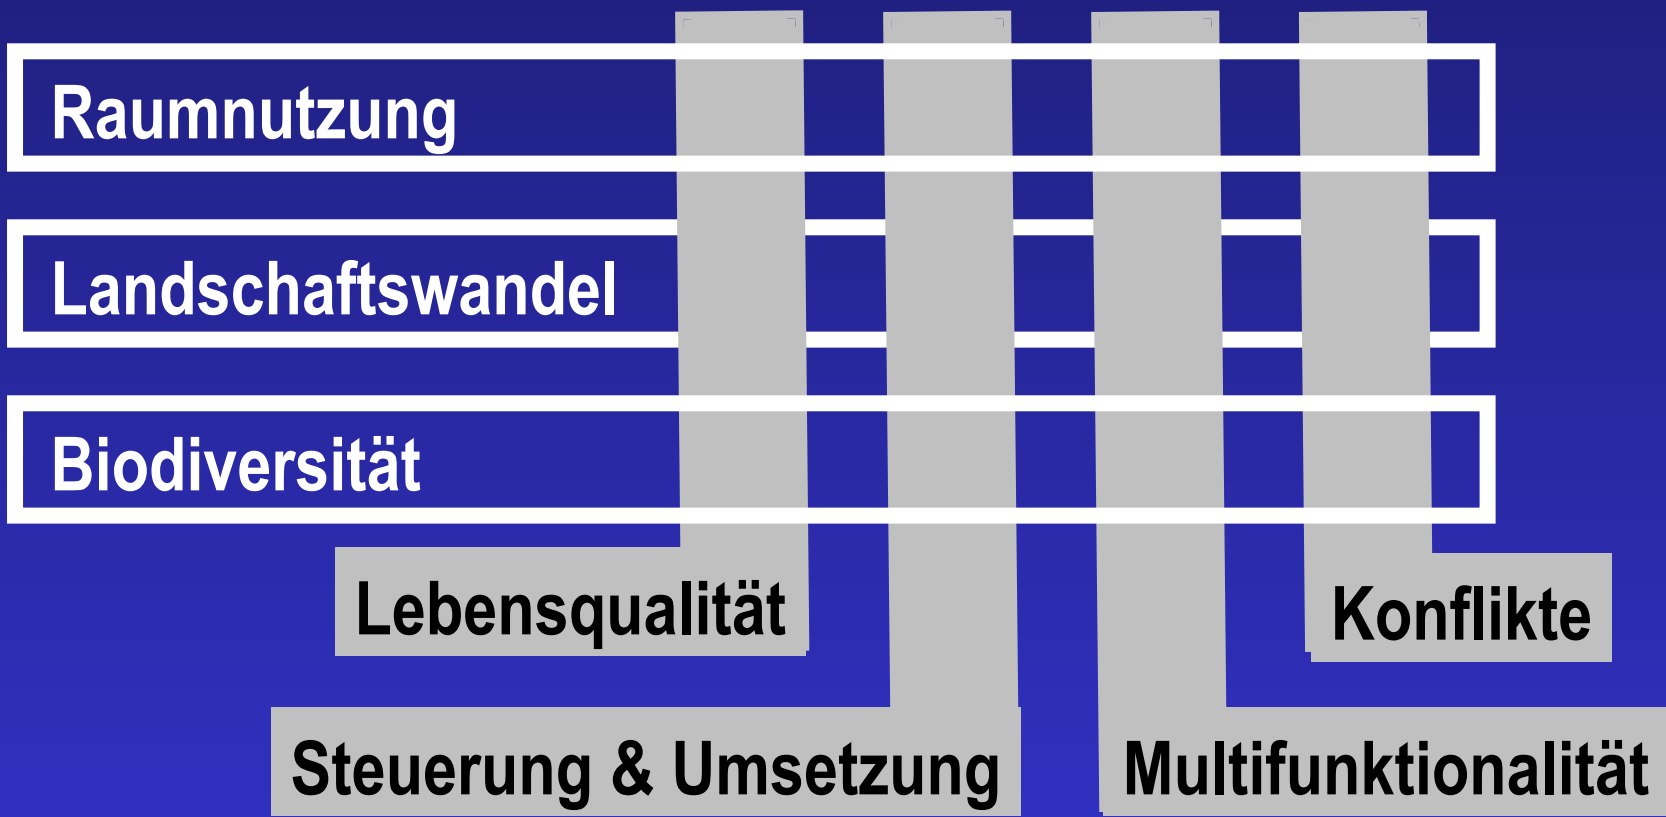 Raumnutzung
Landschaftswandel
Biodiversität
Lebensqualität
Konflikte
Steuerung & Umsetzung
Multifunktionalität